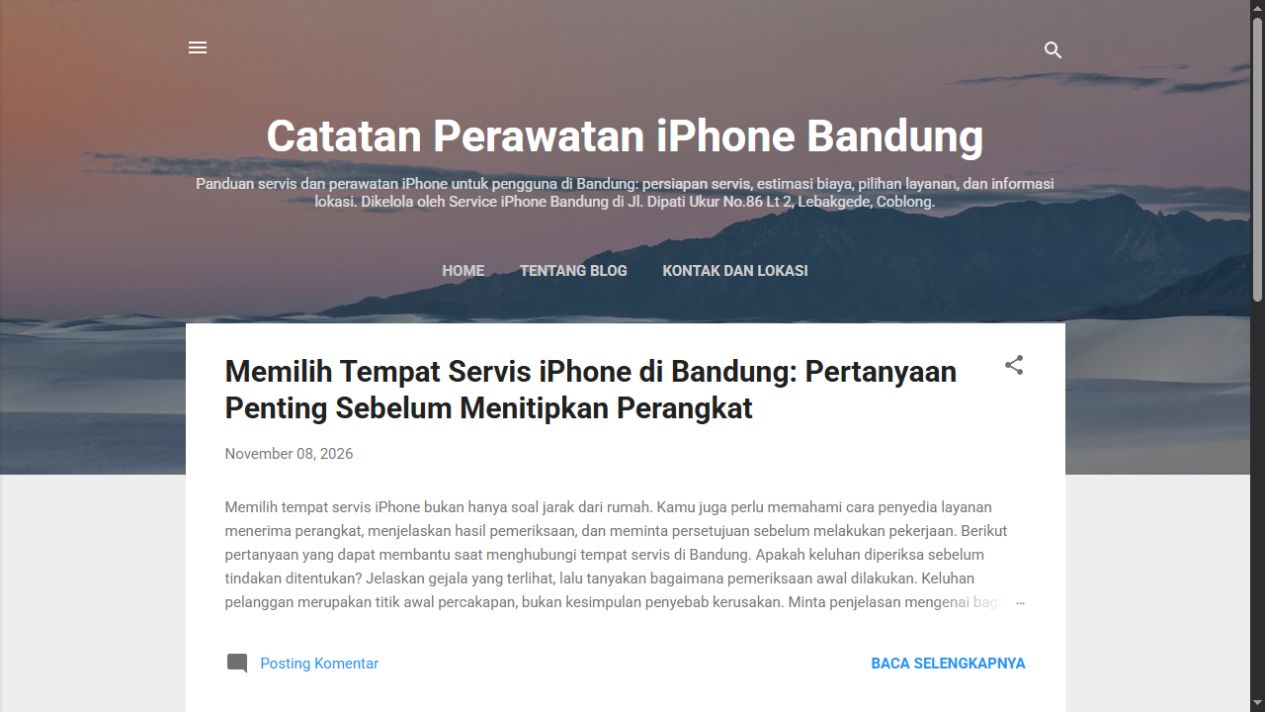 Catatan Perawatan iPhone Bandung
Panduan servis dan perawatan iPhone untuk pengguna di Bandung: persiapan servis, estimasi biaya, pilihan layanan, dan informasi
lokasi. Dikelola oleh Service iPhone Bandung di Jl. Dipati Ukur No.86 Lt 2, Lebakgede, Coblong.
HOME TENTANG BLOG KONTAK DAN LOKASI
Memilih Tempat Servis iPhone di Bandung: Pertanyaan
Penting Sebelum Menitipkan Perangkat
November 08, 2026
Memilih tempat servis iPhone bukan hanya soal jarak dari rumah. Kamu juga perlu memahami cara penyedia layanan
menerima perangkat, menjelaskan hasil pemeriksaan, dan meminta persetujuan sebelum melakukan pekerjaan. Berikut
pertanyaan yang dapat membantu saat menghubungi tempat servis di Bandung. Apakah keluhan diperiksa sebelum
tindakan ditentukan? Jelaskan gejala yang terlihat, lalu tanyakan bagaimana pemeriksaan awal dilakukan. Keluhan
pelanggan merupakan titik awal percakapan, bukan kesimpulan penyebab kerusakan. Minta penjelasan mengenai bagi ...
Posting Komentar BACA SELENGKAPNYA